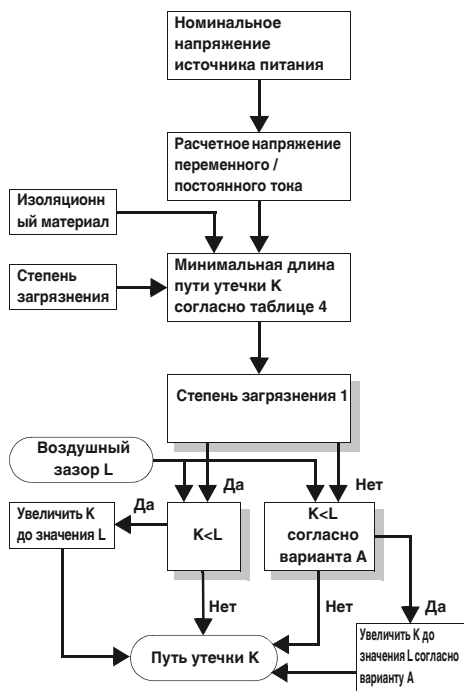 Номинальное
напряжение
источника питания
Расчетное напряжение
переменного /
постоянного тока
Изоляционн
ый материал
Степень
загрязнения
Минимальная длина
пути утечки K
согласно таблице 4
Степень загрязнения 1
Воздушный
зазор L
Да
Нет
Увеличить K
до значения L
Да
K<L
K<L
согласно
варианта A
Нет
Нет
Да
Путь утечки K
Увеличить K до
значения L согласно
варианту A